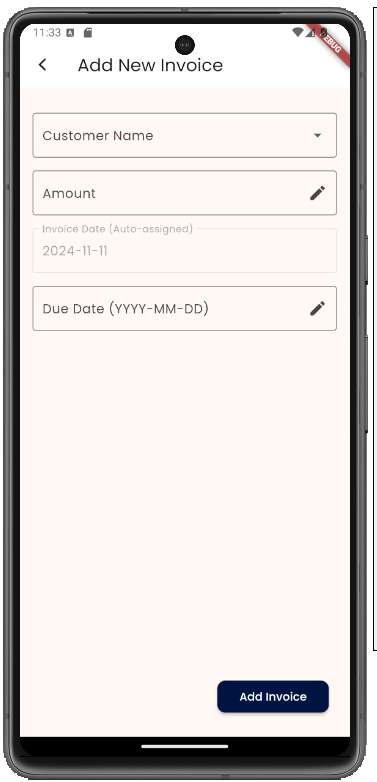 11:33
DEBUG
Add New Invoice
Customer Name
Amount
Invoice Date (Auto-assigned)
2024-11-11
Due Date (YYYY-MM-DD)
Add Invoice